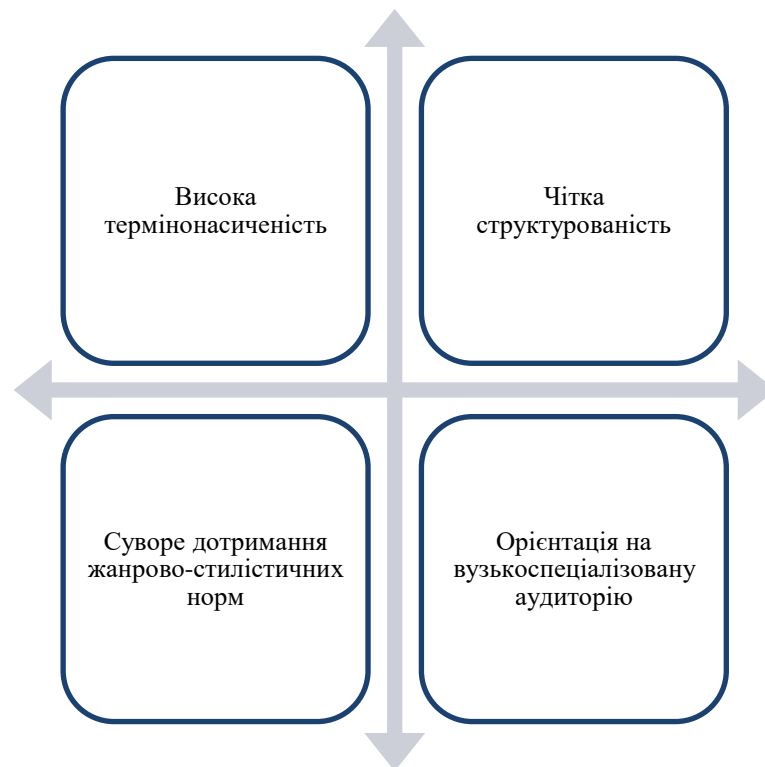 Висока
термінонасиченість
Чітка
структурованість
Суворе дотримання
жанрово-стилістичних
норм
Орієнтація на
вузькоспеціалізовану
аудиторію